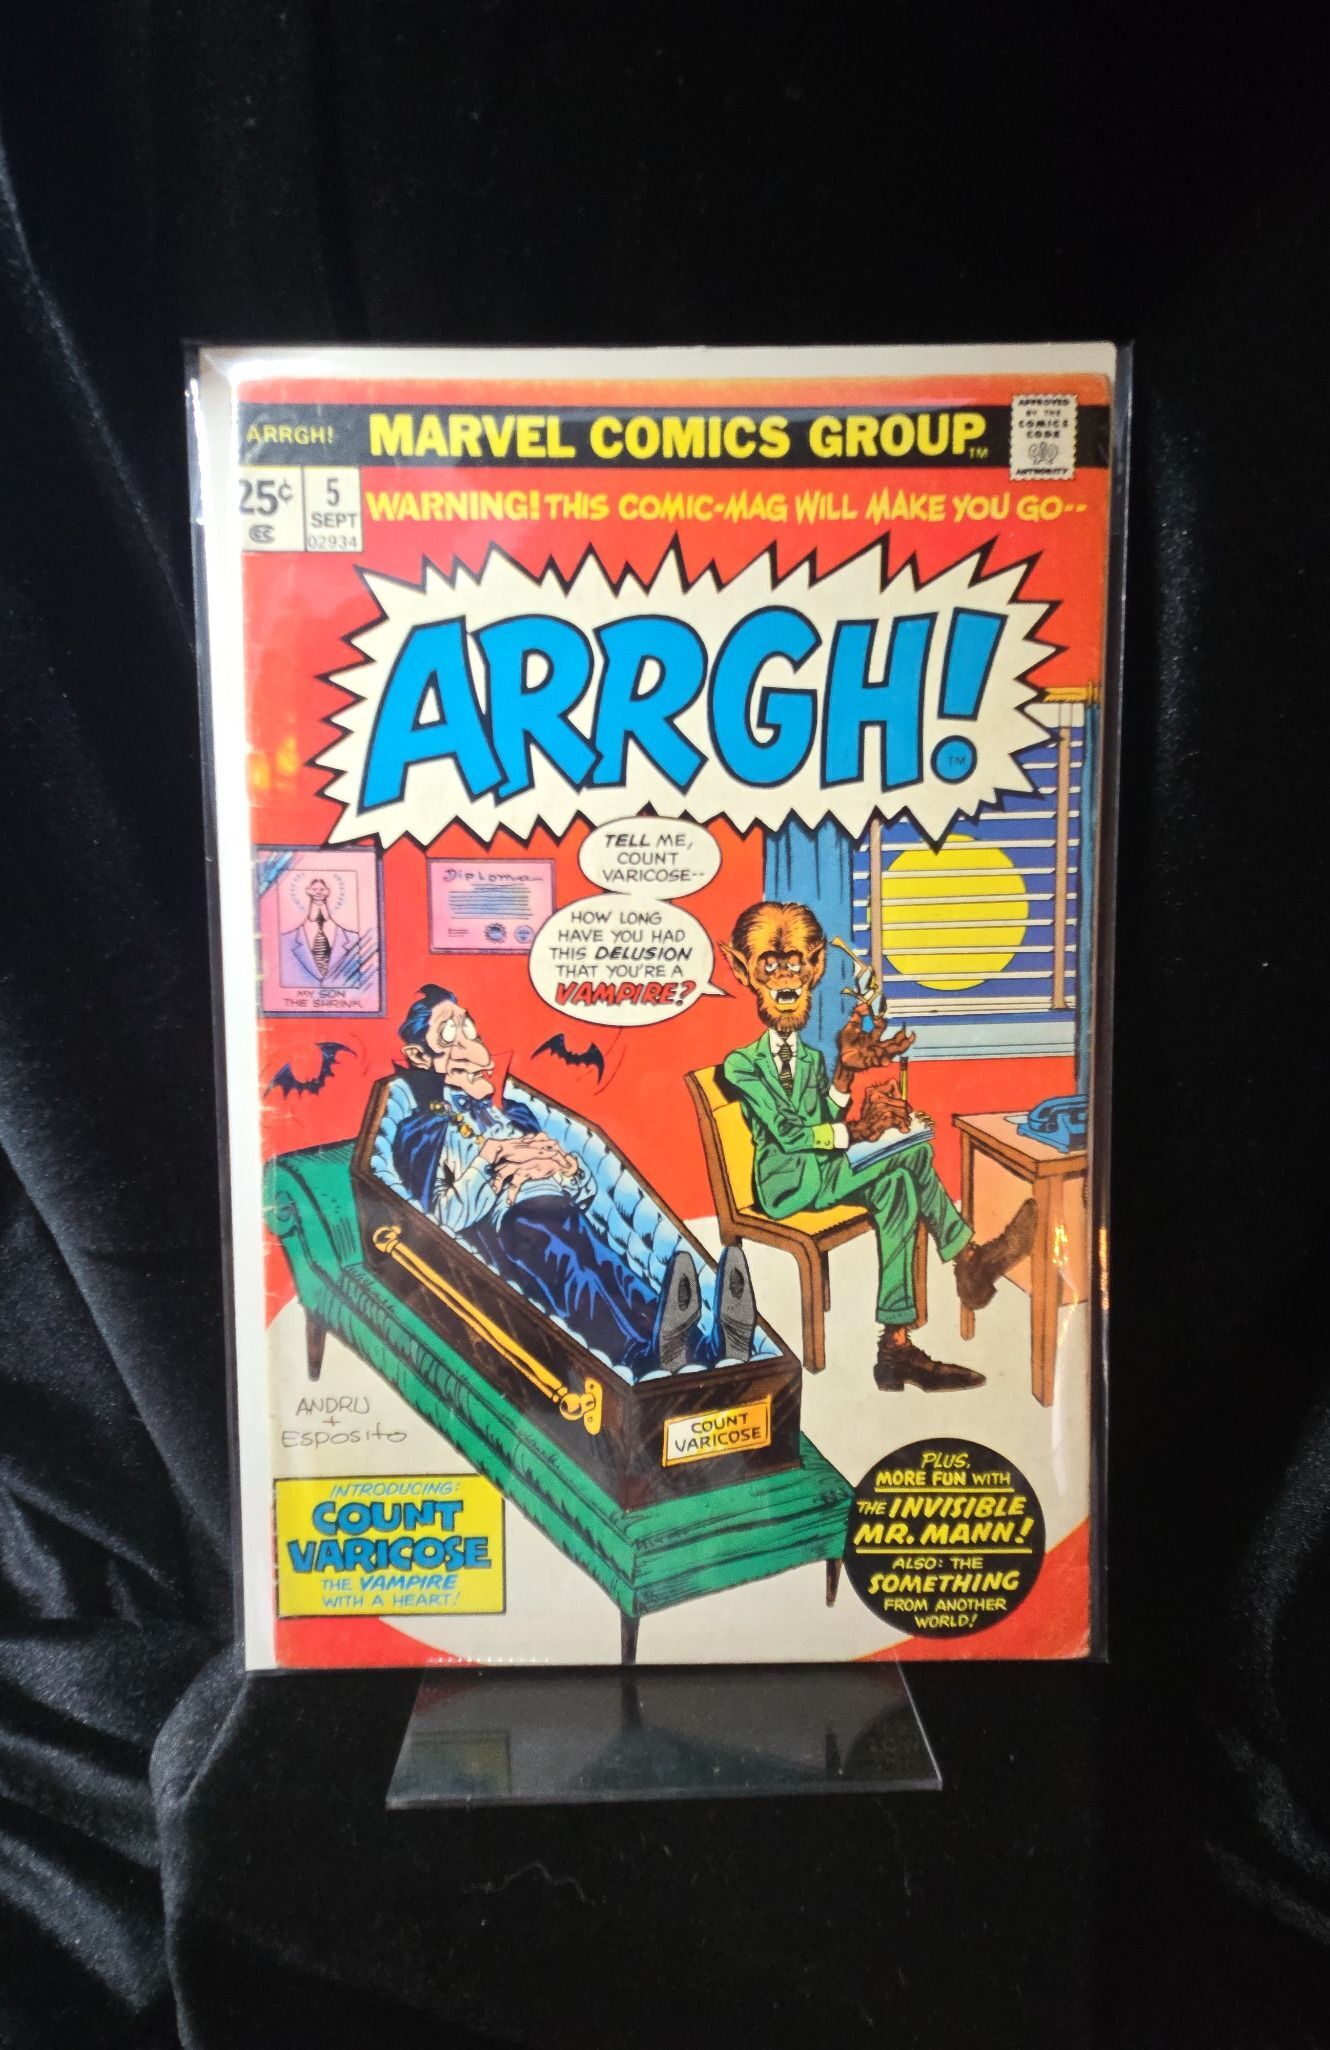 ARRGH!
MARVEL COMICS GROUP™
APPROVED
BY THE
COMICS
CODE
AUTHORITY
25¢
CC
5
SEPT
02934
WARNING! THIS COMIC-MAG WILL MAKE YOU GO--
ARRGH!
TM
TELL ME,
COUNT
VARICOSE--
HOW LONG
HAVE YOU HAD
THIS DELUSION
THAT YOU'RE A
VAMPIRE?
MY SON
THE SHRINK
Diploma
COUNT
VARICOSE
ANDRU
+
ESPOSITO
INTRODUCING:
COUNT
VARICOSE
THE VAMPIRE
WITH A HEART!
PLUS,
MORE FUN WITH
THE INVISIBLE
MR. MANN!
ALSO: THE
SOMETHING
FROM ANOTHER
WORLD!